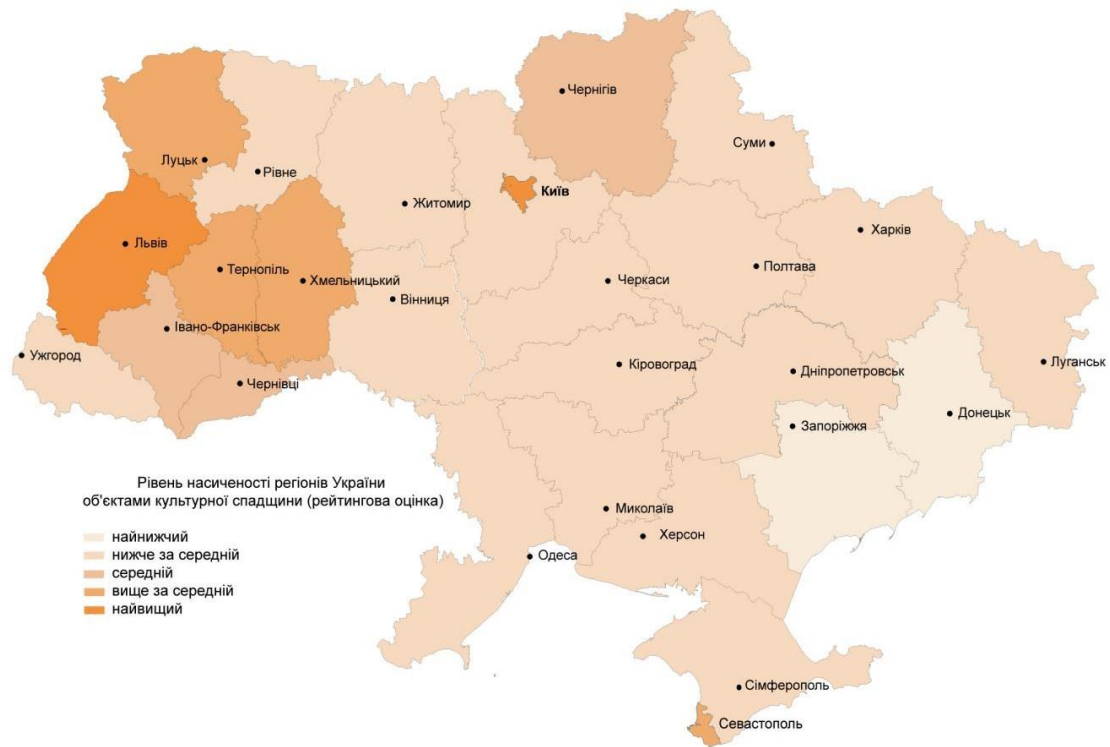 Чернігів
Суми
Луцьк
Рівне
Київ
Житомир
Львів
Харків
Тернопіль
Хмельницький
Черкаси
Полтава
Вінниця
Івано-Франківськ
Ужгород
Чернівці
Кіровоград
Дніпропетровськ
Луганськ
Донецьк
Запоріжжя
Рівень насиченості регіонів України
об'єктами культурної спадщини (рейтингова оцінка)
найнижчий
нижче за середній
середній
вище за середній
найвищий
Миколаїв
Херсон
Одеса
Сімферополь
Севастополь